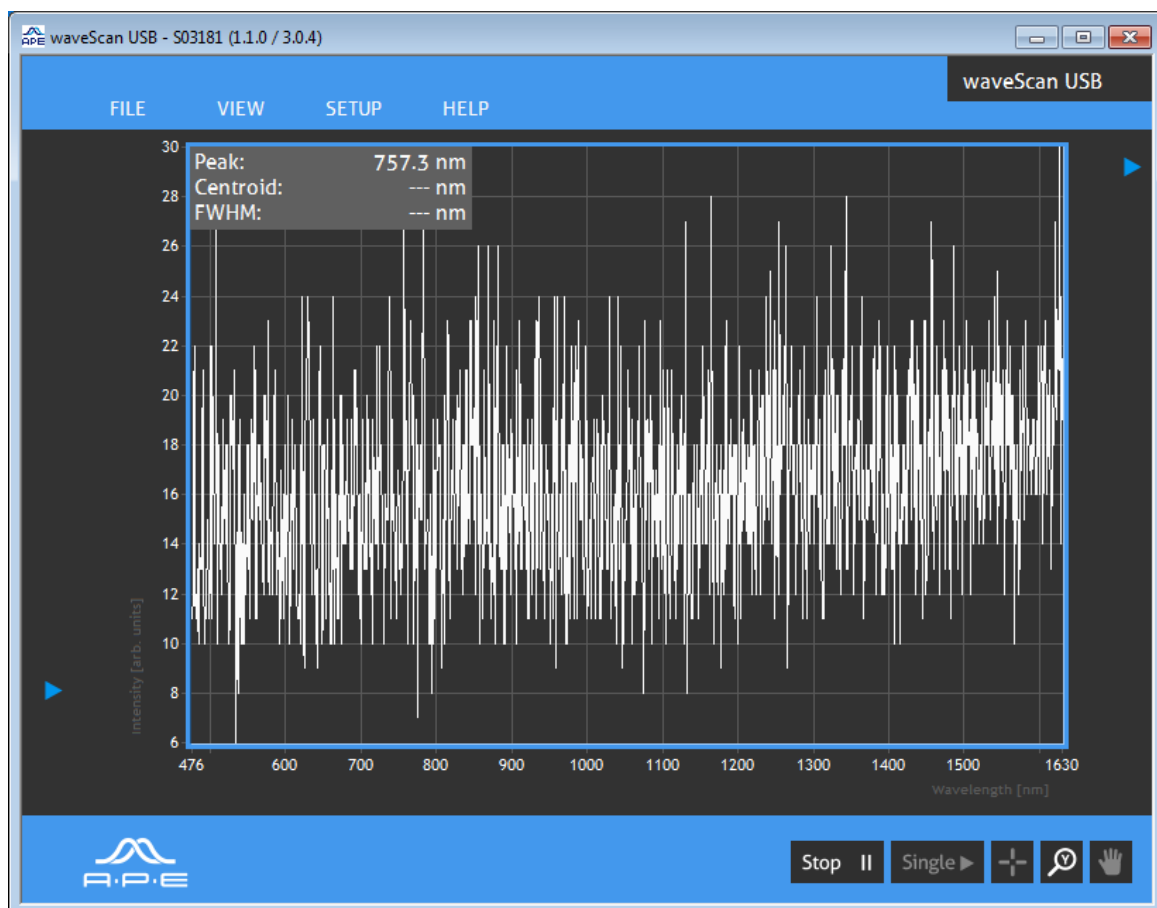 APE waveScan USB - S03181 (1.1.0 / 3.0.4)
waveScan USB
FILE VIEW SETUP HELP
Peak: 757.3 nm
Centroid: --- nm
FWHM: --- nm
30
28
26
24
22
20
18
16
14
12
10
8
6
Intensity [arb. units]
476 600 700 800 900 1000 1100 1200 1300 1400 1500 1630
Wavelength [nm]
A.P.E
Stop Single
Y